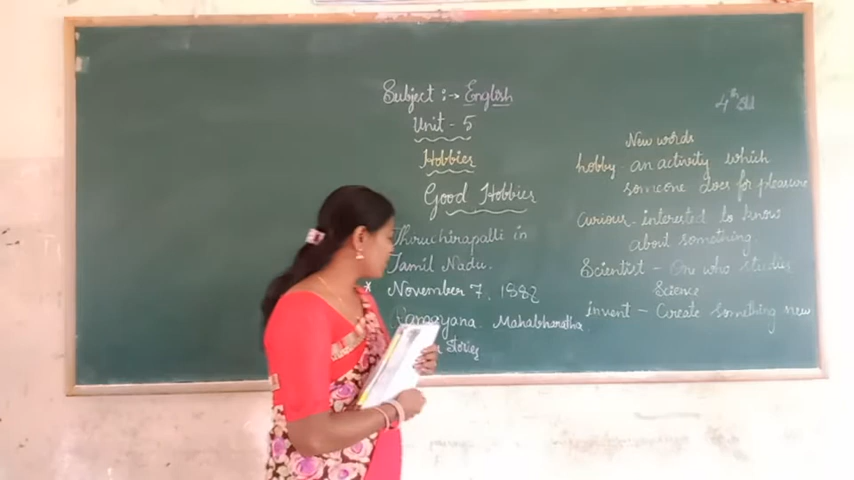 Subject :→ English
Unit - 5
Hobbies
Good Hobbies
Thiruchirapalli in
Tamil Nadu.
* November 7, 1882
Ramayana Mahabharatha
Stories
4th
New words
hobby - an activity which
someone does for pleasure
Curious - interested to know
about something.
Scientist - One who studies
Science
invent - Create something new